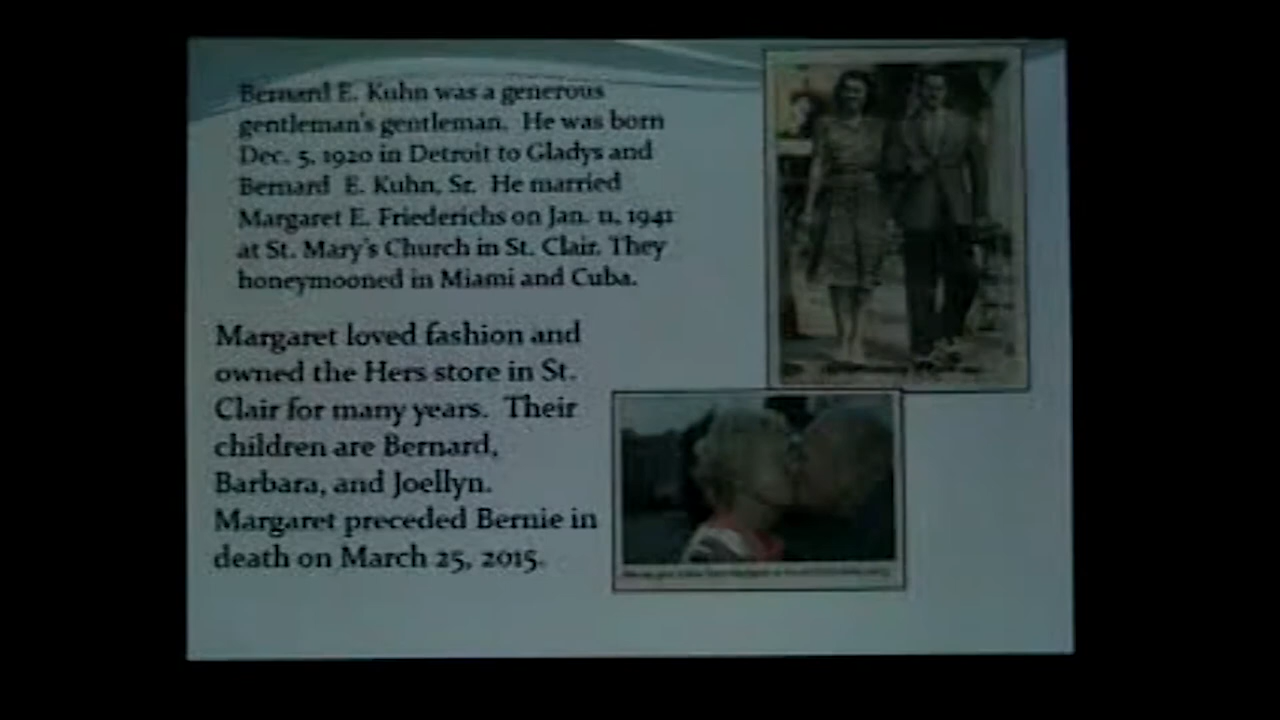 Bernard E. Kuhn was a generous
gentleman's gentleman. He was born
Dec. 5, 1920 in Detroit to Gladys and
Bernard E. Kuhn, Sr. He married
Margaret E. Friederichs on Jan. 11, 1941
at St. Mary's Church in St. Clair. They
honeymooned in Miami and Cuba.
Margaret loved fashion and
owned the Hers store in St.
Clair for many years. Their
children are Bernard,
Barbara, and Joellyn.
Margaret preceded Bernie in
death on March 25, 2015.